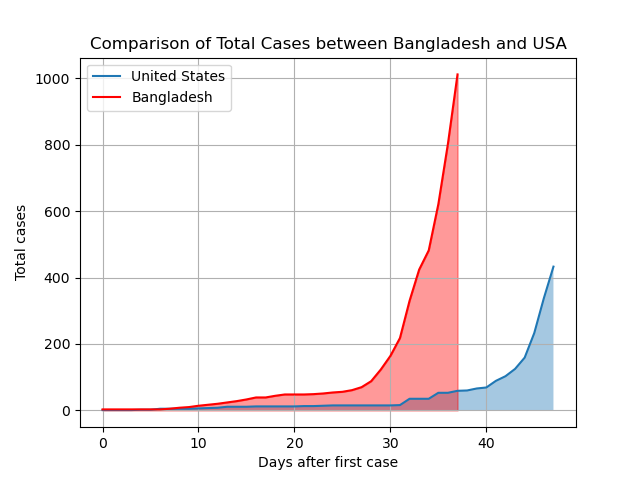 Comparison of Total Cases between Bangladesh and USA
United States
Bangladesh
1000
800
600
400
200
0
Total cases
0 10 20 30 40
Days after first case